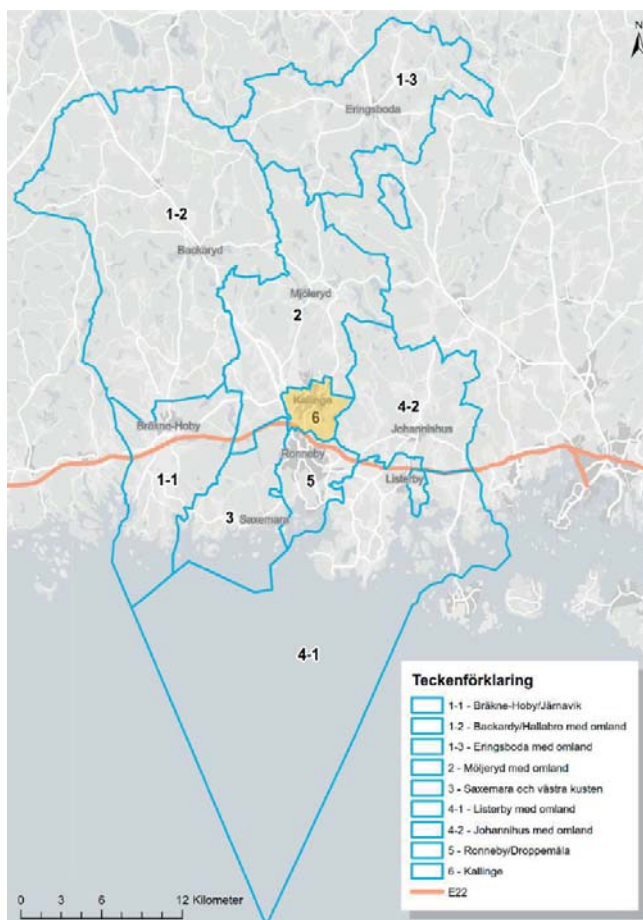 N
1-3
Eringsboda
1-2
Backaryd
Mjöleryd
2
Kallinge
6
4-2
Johannishus
Bräkne-Hoby
Ronneby
1-1
5
Listerby
3
Saxemara
4-1
Teckenförklaring
1-1 - Bräkne-Hoby/Järnavik
1-2 - Backardy/Hallabro med omland
1-3 - Eringsboda med omland
2 - Möljeryd med omland
3 - Saxemara och västra kusten
4-1 - Listerby med omland
4-2 - Johannihus med omland
5 - Ronneby/Droppemåla
6 - Kallinge
E22
0 3 6 12 Kilometer